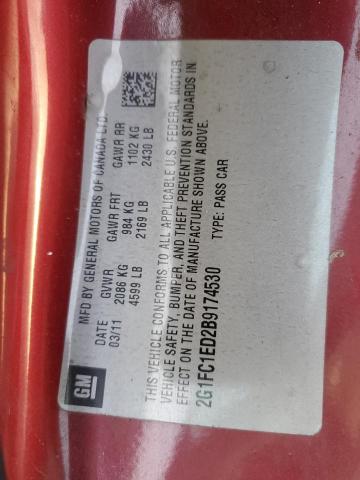 MFD BY GENERAL MOTORS OF CANADA LTD.
DATE GVWR GAWR FRT GAWR RR
03/11 2086 KG 984 KG 1102 KG
4599 LB 2169 LB 2430 LB
THIS VEHICLE CONFORMS TO ALL APPLICABLE U.S. FEDERAL MOTOR
VEHICLE SAFETY, BUMPER, AND THEFT PREVENTION STANDARDS IN
EFFECT ON THE DATE OF MANUFACTURE SHOWN ABOVE.
2G1FC1ED2B9174530 TYPE: PASS CAR
GM